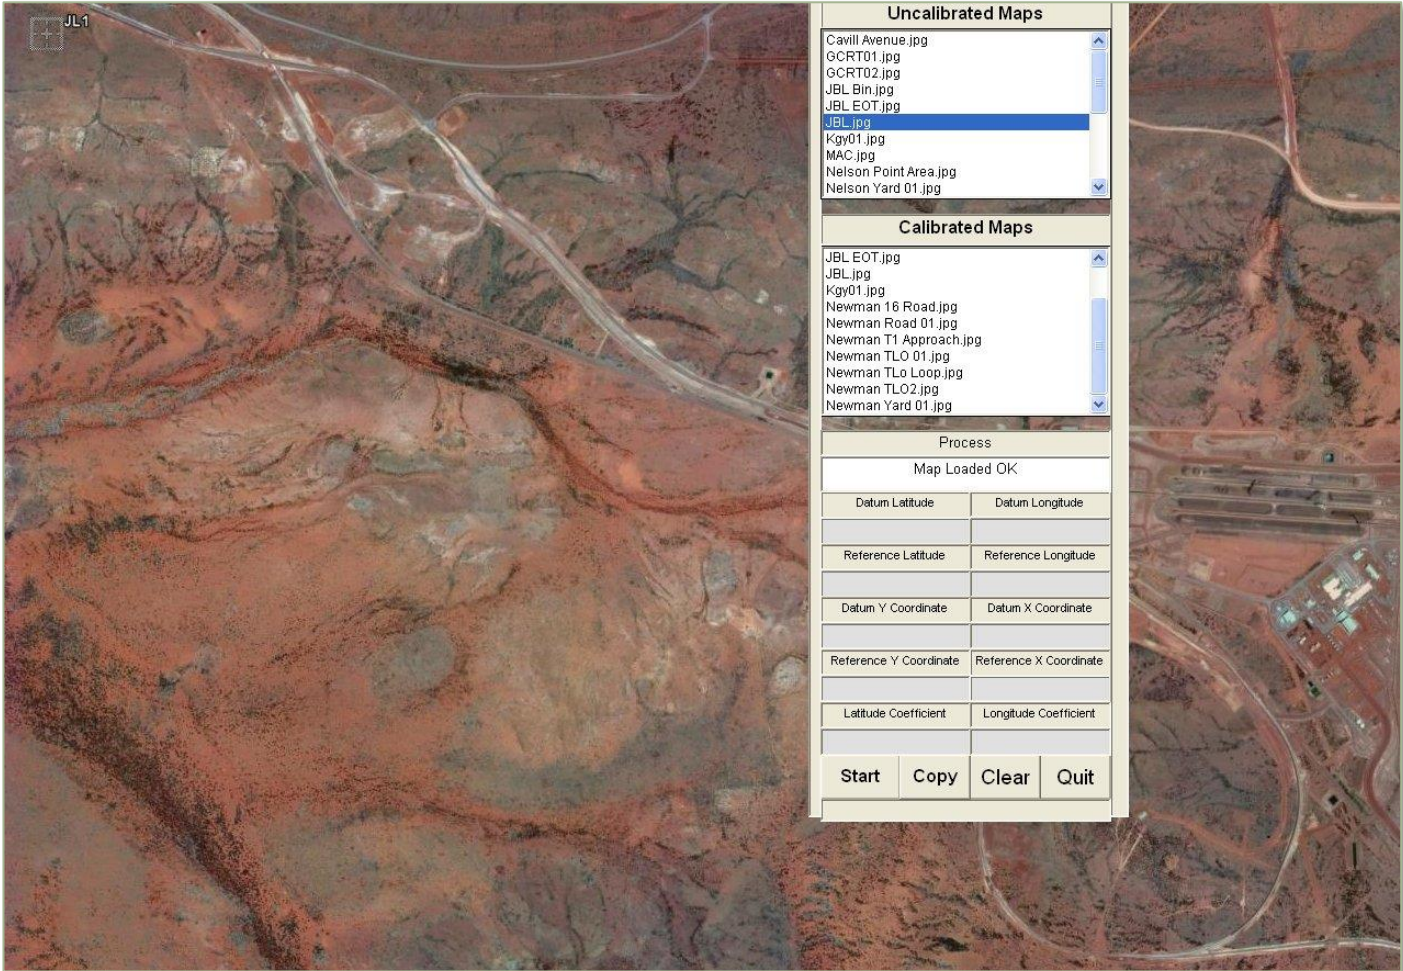 JL1
Uncalibrated Maps
Cavill Avenue.jpg
GCRT01.jpg
GCRT02.jpg
JBL Bin.jpg
JBL EOT.jpg
JBL.jpg
Kgy01.jpg
MAC.jpg
Nelson Point Area.jpg
Nelson Yard 01.jpg
Calibrated Maps
JBL EOT.jpg
JBL.jpg
Kgy01.jpg
Newman 16 Road.jpg
Newman Road 01.jpg
Newman T1 Approach.jpg
Newman TLO 01.jpg
Newman TLo Loop.jpg
Newman TLO2.jpg
Newman Yard 01.jpg
Process
Map Loaded OK
Datum Latitude Datum Longitude
Reference Latitude Reference Longitude
Datum Y Coordinate Datum X Coordinate
Reference Y Coordinate Reference X Coordinate
Latitude Coefficient Longitude Coefficient
Start Copy Clear Quit